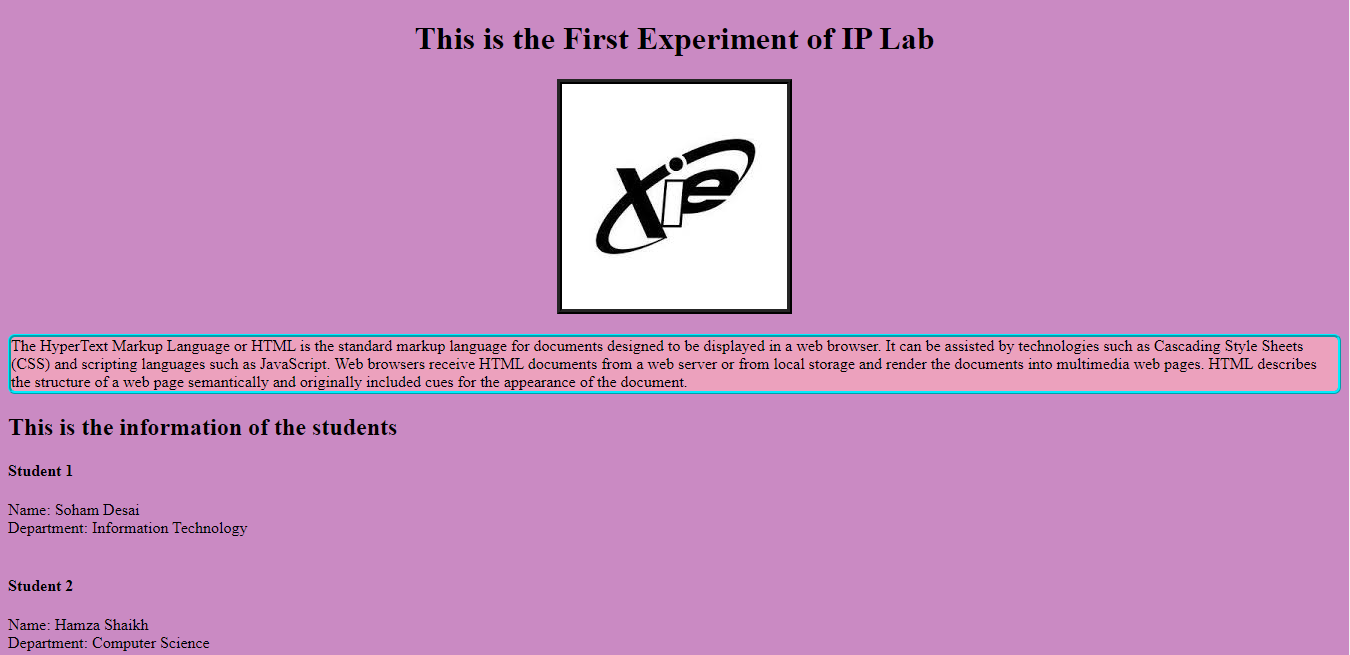 This is the First Experiment of IP Lab
Xie
The HyperText Markup Language or HTML is the standard markup language for documents designed to be displayed in a web browser. It can be assisted by technologies such as Cascading Style Sheets
(CSS) and scripting languages such as JavaScript. Web browsers receive HTML documents from a web server or from local storage and render the documents into multimedia web pages. HTML describes
the structure of a web page semantically and originally included cues for the appearance of the document.
This is the information of the students
Student 1
Name: Soham Desai
Department: Information Technology
Student 2
Name: Hamza Shaikh
Department: Computer Science